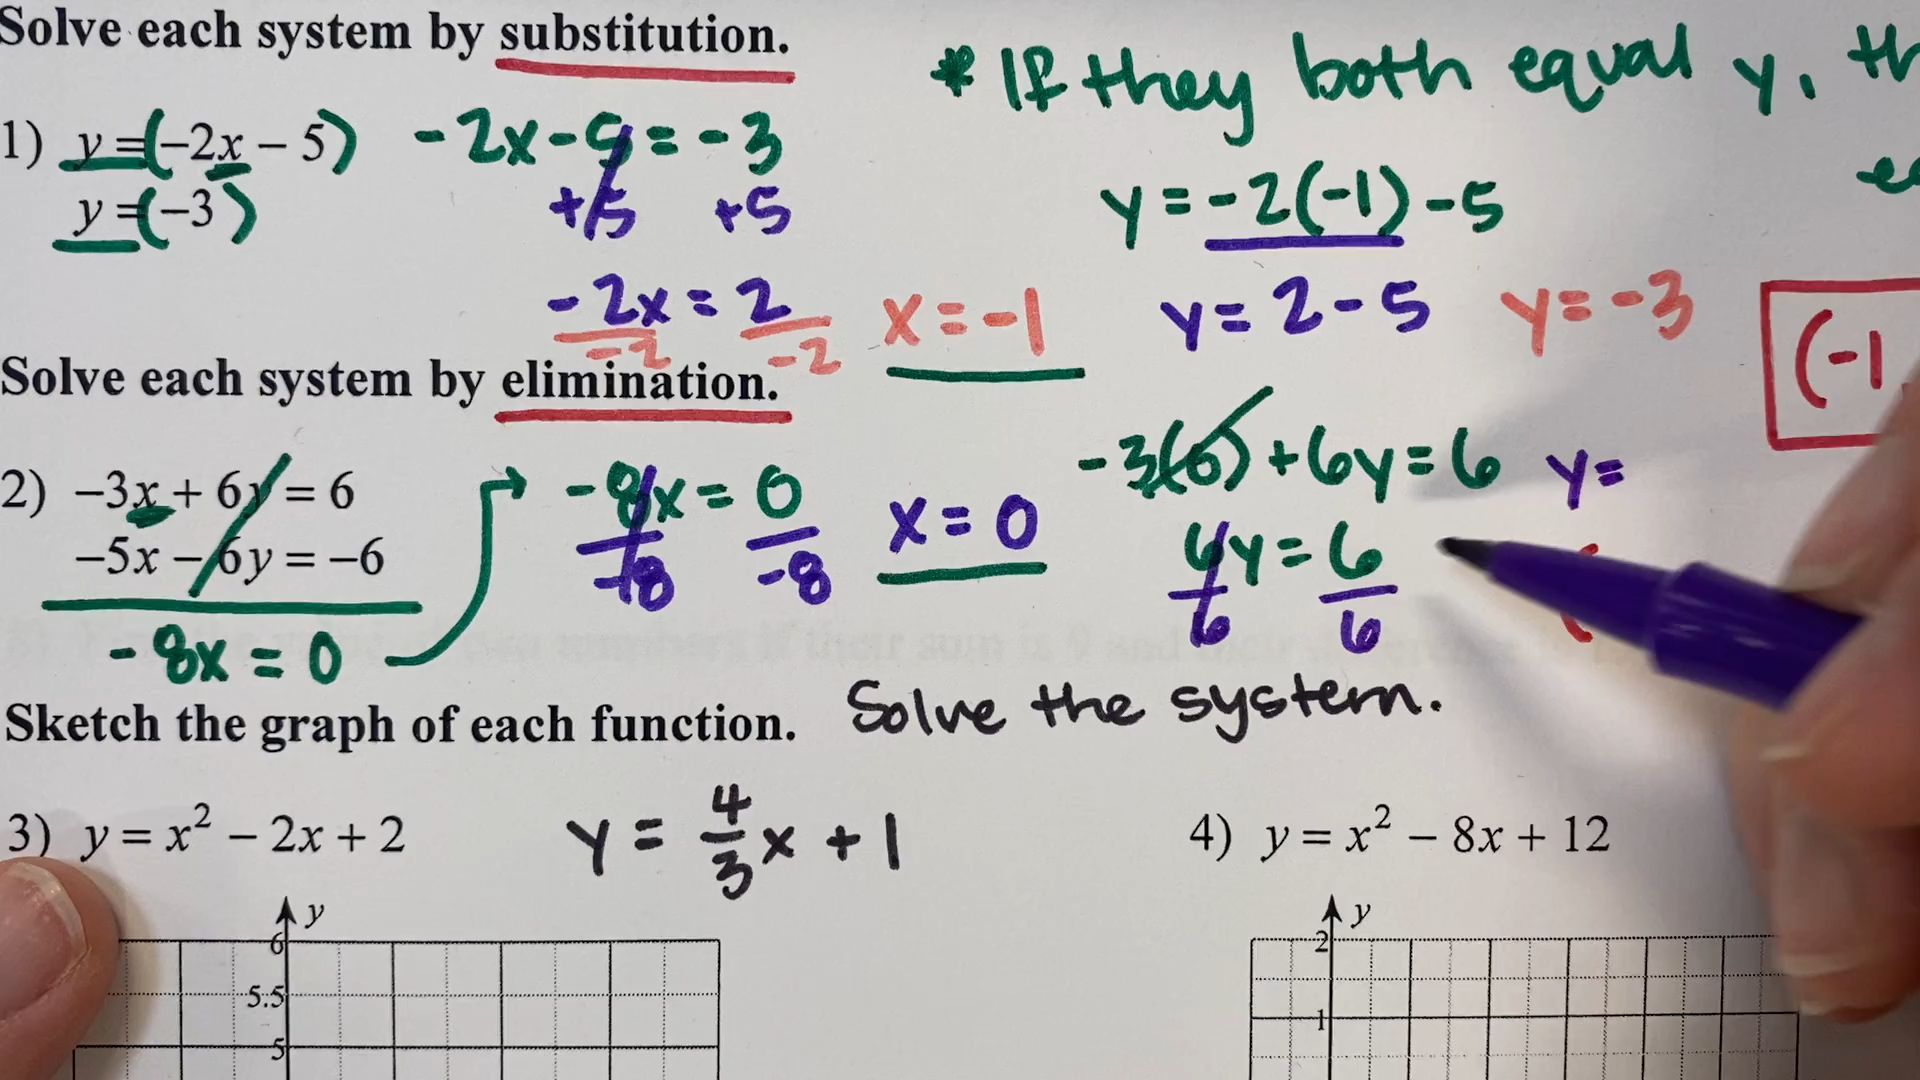 Solve each system by substitution.
* If they both equal y, th
1) y = (-2x - 5)
-2x - 5 = -3
y = (-3)
+5 +5
y = -2(-1) - 5
-2x = 2
-2 -2
x = -1
y = 2 - 5
y = -3
(-1
Solve each system by elimination.
2) -3x + 6y = 6
-5x - 6y = -6
-8x = 0
-8x = 0
-8 -8
x = 0
-3(0) + 6y = 6
y =
6y = 6
6 6
Sketch the graph of each function. Solve the system.
3) y = x² - 2x + 2
y = 4/3 x + 1
4) y = x² - 8x + 12
y
6
5.5
5
y
2
1